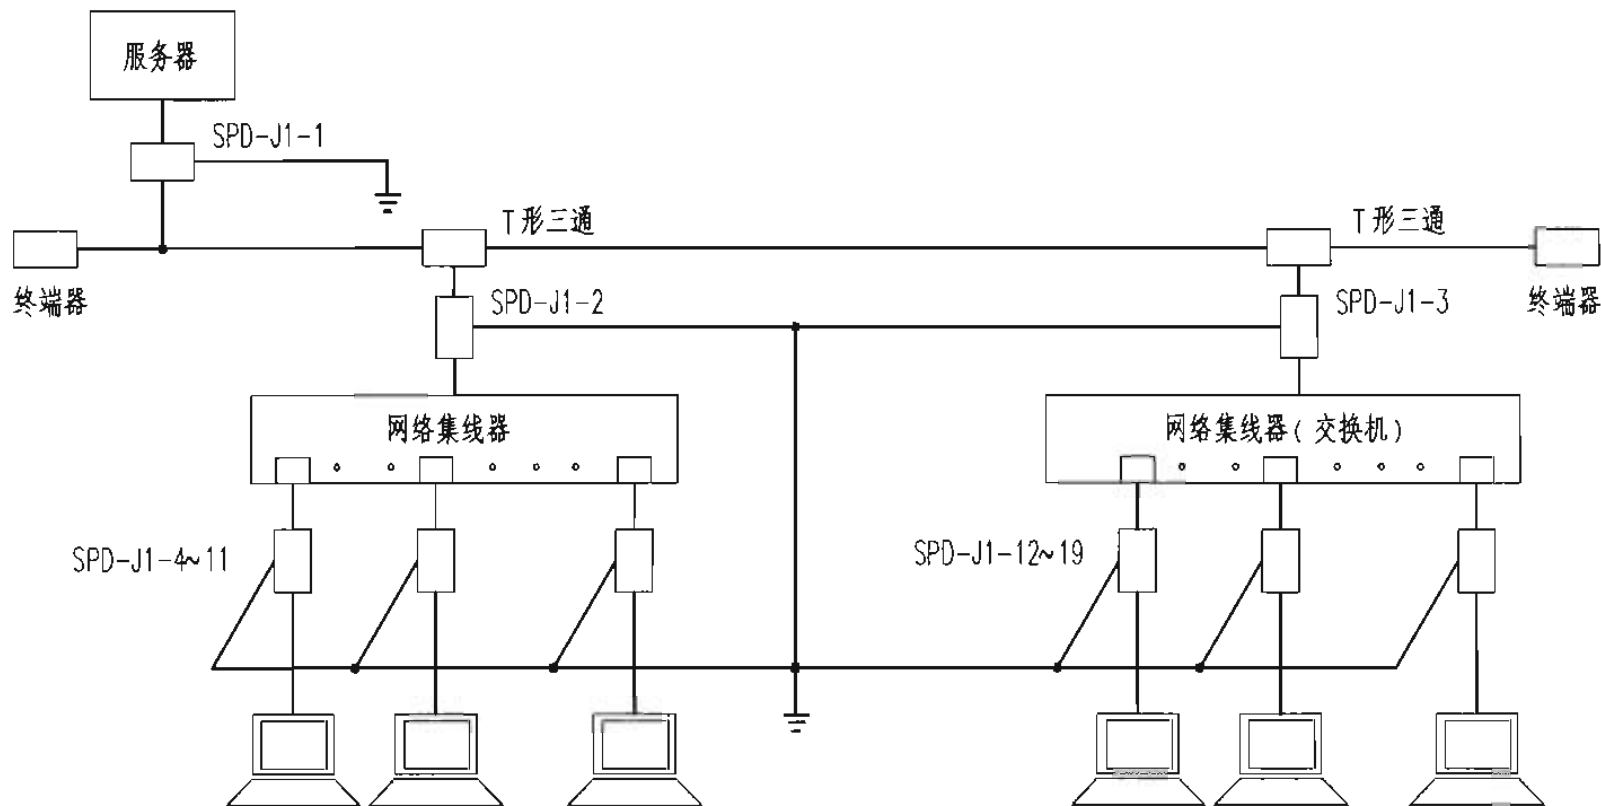 服务器
SPD-J1-1
T形三通
T形三通
终端器
SPD-J1-2
SPD-J1-3
终端器
网络集线器
网络集线器(交换机)
SPD-J1-4~11
SPD-J1-12~19